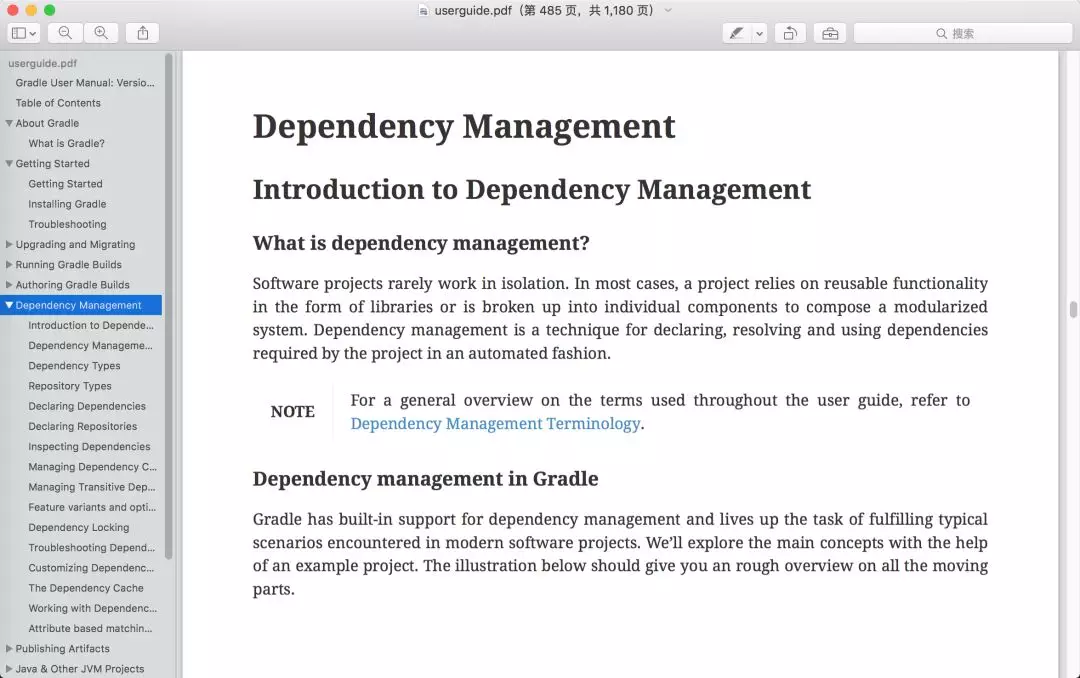 userguide.pdf（第 485 页，共 1,180 页）
搜索
userguide.pdf
Gradle User Manual: Versio...
Table of Contents
About Gradle
What is Gradle?
Getting Started
Getting Started
Installing Gradle
Troubleshooting
Upgrading and Migrating
Running Gradle Builds
Authoring Gradle Builds
Dependency Management
Introduction to Depende...
Dependency Manageme...
Dependency Types
Repository Types
Declaring Dependencies
Declaring Repositories
Inspecting Dependencies
Managing Dependency C...
Managing Transitive Dep...
Feature variants and opti...
Dependency Locking
Troubleshooting Depend...
Customizing Dependenc...
The Dependency Cache
Working with Dependenc...
Attribute based matchin...
Publishing Artifacts
Java & Other JVM Projects
Dependency Management
Introduction to Dependency Management
What is dependency management?
Software projects rarely work in isolation. In most cases, a project relies on reusable functionality
in the form of libraries or is broken up into individual components to compose a modularized
system. Dependency management is a technique for declaring, resolving and using dependencies
required by the project in an automated fashion.
NOTE
For a general overview on the terms used throughout the user guide, refer to
Dependency Management Terminology.
Dependency management in Gradle
Gradle has built-in support for dependency management and lives up the task of fulfilling typical
scenarios encountered in modern software projects. We'll explore the main concepts with the help
of an example project. The illustration below should give you an rough overview on all the moving
parts.